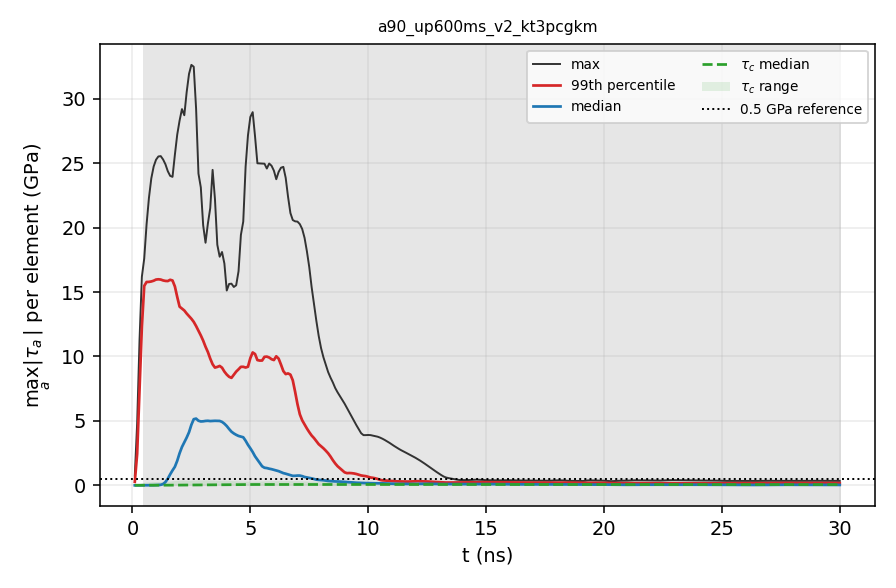 a90_up600ms_v2_kt3pcgkm
max
99th percentile
median
τc median
τc range
0.5 GPa reference
max|τa| per element (GPa)
a
30
25
20
15
10
5
0
0 5 10 15 20 25 30
t (ns)